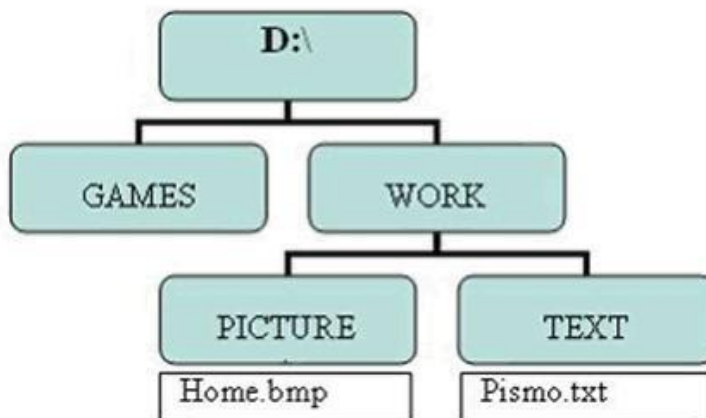 D:\
GAMES
WORK
PICTURE
TEXT
Home.bmp
Pismo.txt